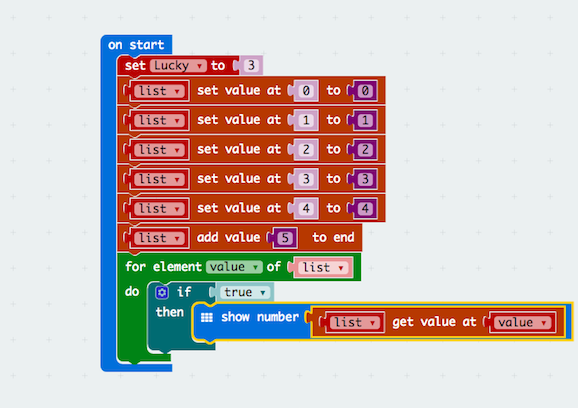 on start
set Lucky ▾ to 3
list ▾ set value at 0 to 0
list ▾ set value at 1 to 1
list ▾ set value at 2 to 2
list ▾ set value at 3 to 3
list ▾ set value at 4 to 4
list ▾ add value 5 to end
for element value ▾ of list ▾
do if true ▾
then show number list ▾ get value at value ▾